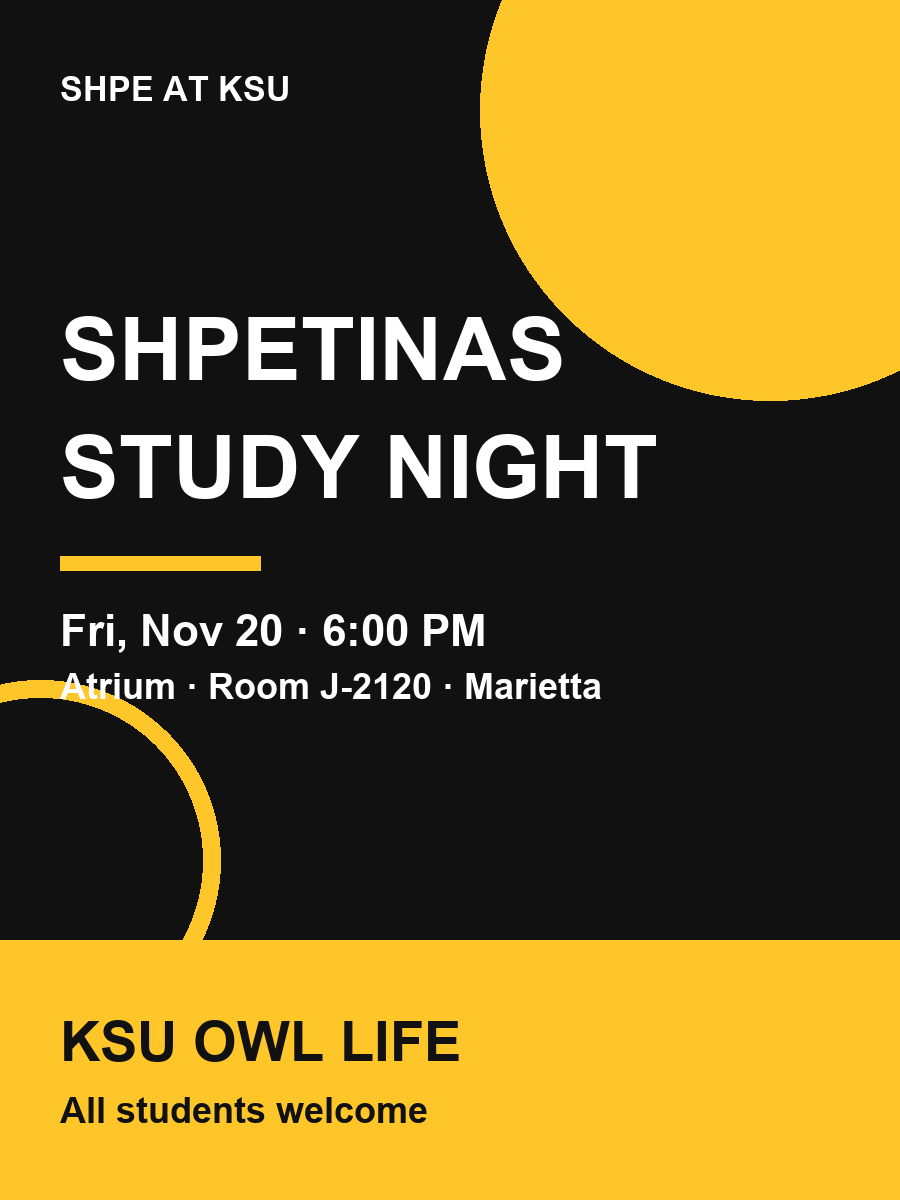 SHPE AT KSU
SHPETINAS
STUDY NIGHT
Fri, Nov 20 · 6:00 PM
Atrium · Room J-2120 · Marietta
KSU OWL LIFE
All students welcome